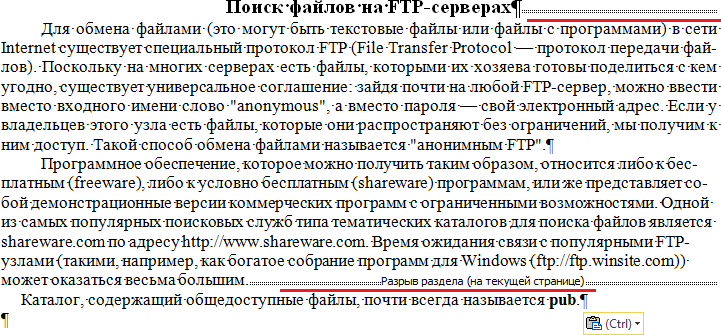 Поиск файлов на FTP-серверах¶
Для обмена файлами (это могут быть текстовые файлы или файлы с программами) в сети
Internet существует специальный протокол FTP (File Transfer Protocol — протокол передачи фай-
лов). Поскольку на многих серверах есть файлы, которыми их хозяева готовы поделиться с кем
угодно, существует универсальное соглашение: зайдя почти на любой FTP-сервер, можно ввести
вместо входного имени слово "anonymous", а вместо пароля — свой электронный адрес. Если у
владельцев этого узла есть файлы, которые они распространяют без ограничений, мы получим к
ним доступ. Такой способ обмена файлами называется "анонимным FTP".¶
Программное обеспечение, которое можно получить таким образом, относится либо к бес-
платным (freeware), либо к условно бесплатным (shareware) программам, или же представляет со-
бой демонстрационные версии коммерческих программ с ограниченными возможностями. Одной
из самых популярных поисковых служб типа тематических каталогов для поиска файлов является
shareware.com по адресу http://www.shareware.com. Время ожидания связи с популярными FTP-
узлами (такими, например, как богатое собрание программ для Windows (ftp://ftp.winsite.com))
может оказаться весьма большим. Разрыв раздела (на текущей странице)
Каталог, содержащий общедоступные файлы, почти всегда называется pub.¶
¶
(Ctrl)